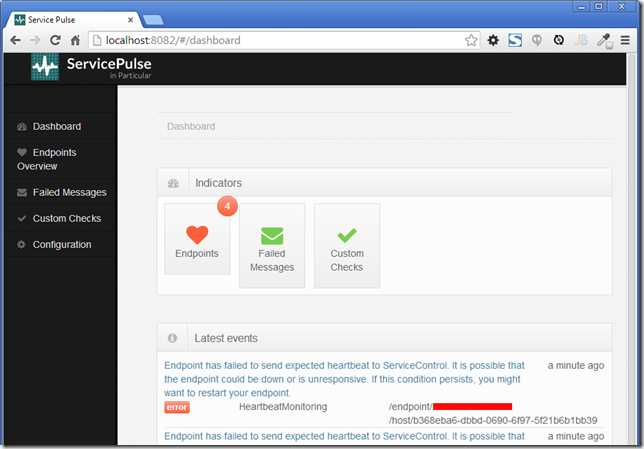 Service Pulse
localhost:8082/#/dashboard
ServicePulse
in Particular
Dashboard
Endpoints
Overview
Failed Messages
Custom Checks
Configuration
Dashboard
Indicators
4
Endpoints
Failed
Messages
Custom
Checks
Latest events
Endpoint has failed to send expected heartbeat to ServiceControl. It is possible that a minute ago
the endpoint could be down or is unresponsive. If this condition persists, you might
want to restart your endpoint.
error HeartbeatMonitoring /endpoint/
/host/b368eba6-dbbd-0690-6f97-5f21b6b1bb39
Endpoint has failed to send expected heartbeat to ServiceControl. It is possible that a minute ago